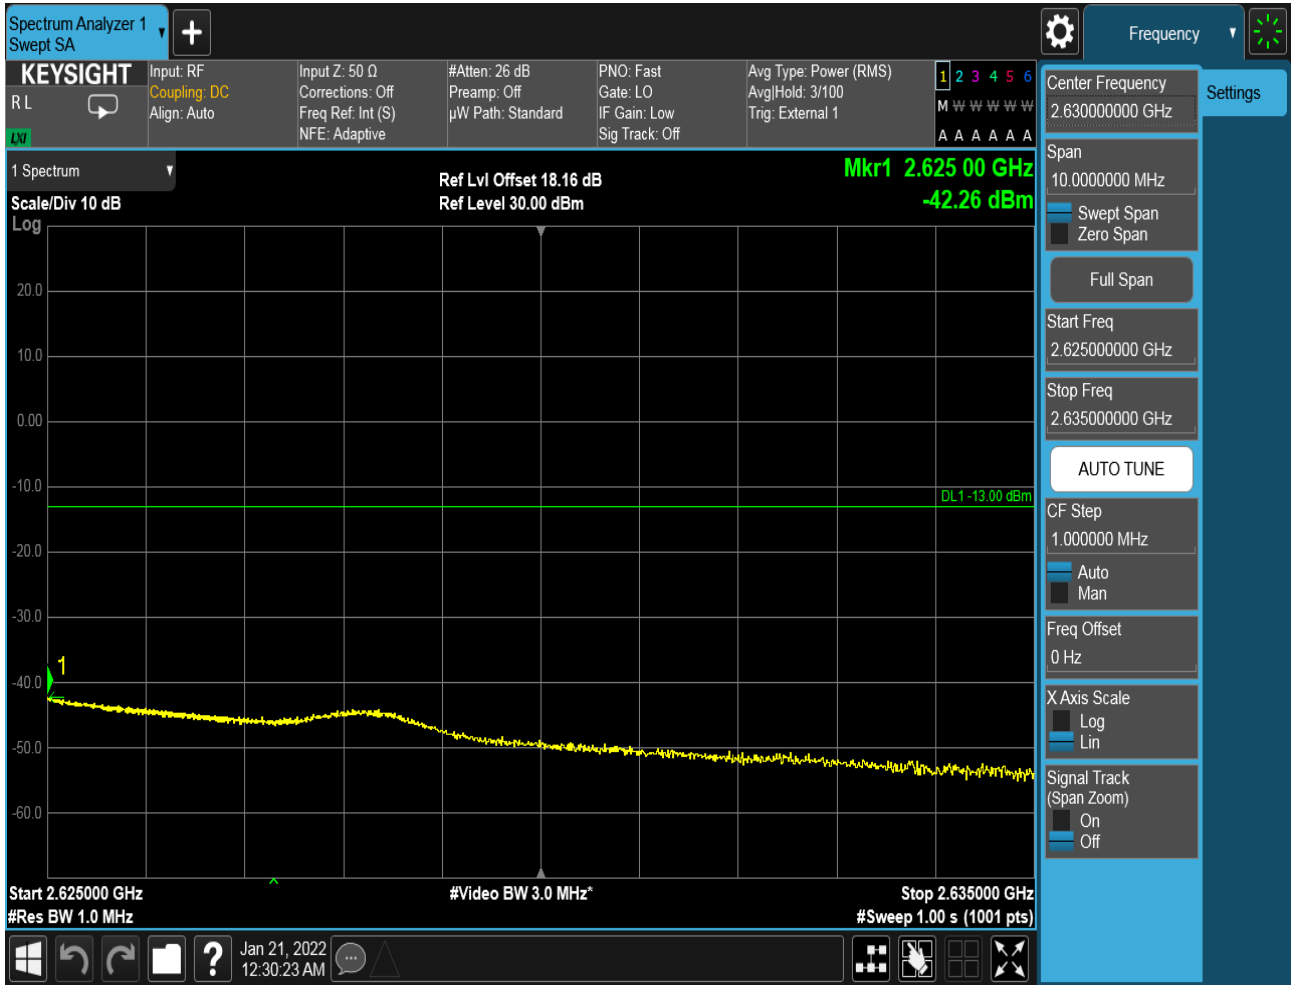 Spectrum Analyzer 1
Swept SA
Frequency
KEYSIGHT
R L
LXI
Input: RF
Coupling: DC
Align: Auto
Input Z: 50 Ω
Corrections: Off
Freq Ref: Int (S)
NFE: Adaptive
#Atten: 26 dB
Preamp: Off
µW Path: Standard
PNO: Fast
Gate: LO
IF Gain: Low
Sig Track: Off
Avg Type: Power (RMS)
Avg|Hold: 3/100
Trig: External 1
1 2 3 4 5 6
M W W W W W
A A A A A A
1 Spectrum
Scale/Div 10 dB
Log
Ref Lvl Offset 18.16 dB
Ref Level 30.00 dBm
Mkr1 2.625 00 GHz
-42.26 dBm
20.0
10.0
0.00
-10.0
-20.0
-30.0
-40.0
-50.0
-60.0
DL1 -13.00 dBm
1
Start 2.625000 GHz
#Res BW 1.0 MHz
#Video BW 3.0 MHz*
Stop 2.635000 GHz
#Sweep 1.00 s (1001 pts)
Center Frequency
2.630000000 GHz
Settings
Span
10.0000000 MHz
Swept Span
Zero Span
Full Span
Start Freq
2.625000000 GHz
Stop Freq
2.635000000 GHz
AUTO TUNE
CF Step
1.000000 MHz
Auto
Man
Freq Offset
0 Hz
X Axis Scale
Log
Lin
Signal Track
(Span Zoom)
On
Off
?
Jan 21, 2022
12:30:23 AM